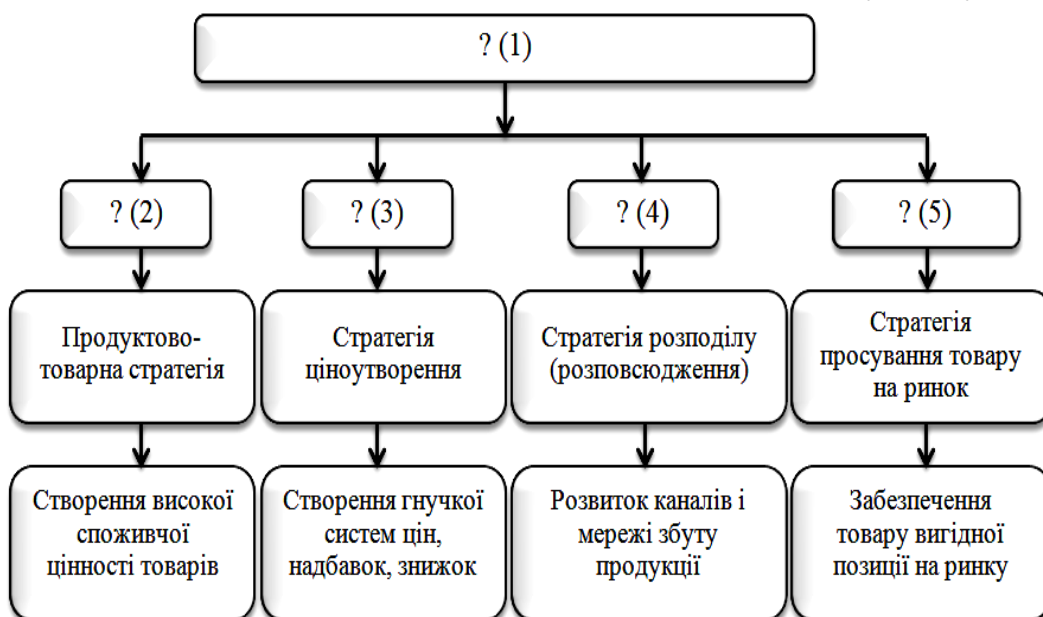 ? (1)
? (2)
? (3)
? (4)
? (5)
Продуктово-
товарна стратегія
Стратегія
ціноутворення
Стратегія розподілу
(розповсюдження)
Стратегія
просування товару
на ринок
Створення високої
споживчої
цінності товарів
Створення гнучкої
систем цін,
надбавок, знижок
Розвиток каналів і
мережі збуту
продукції
Забезпечення
товару вигідної
позиції на ринку